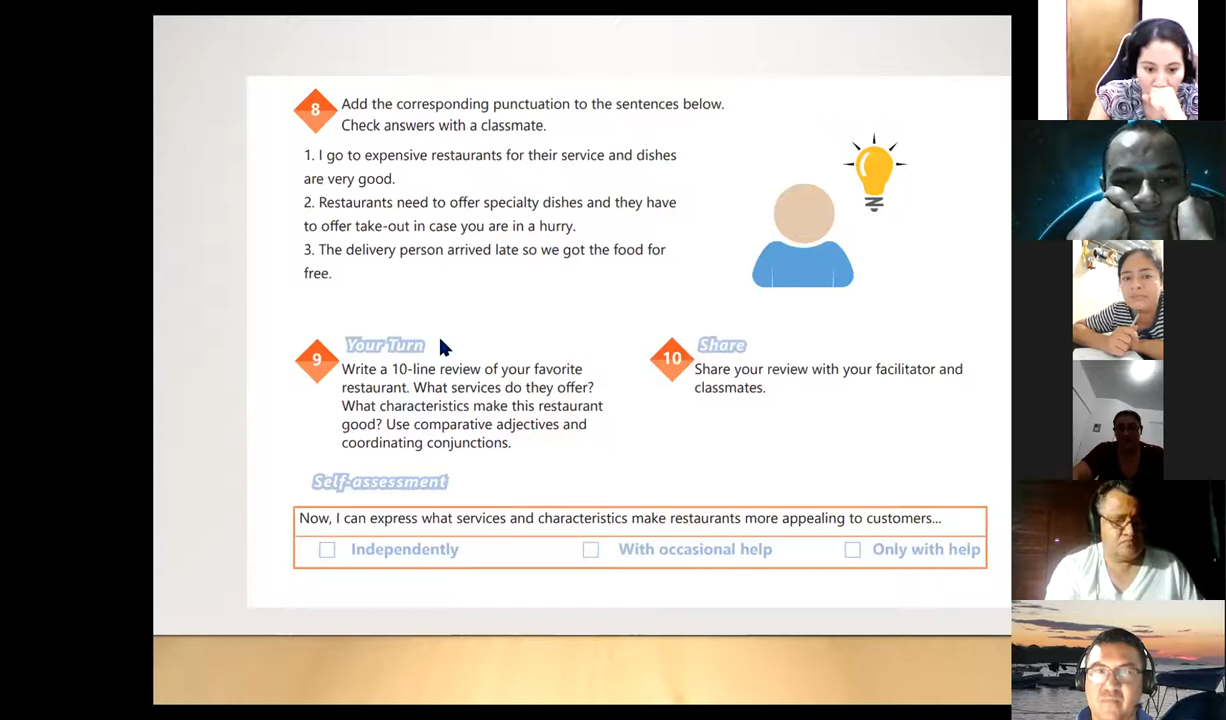 8
Add the corresponding punctuation to the sentences below.
Check answers with a classmate.
1. I go to expensive restaurants for their service and dishes
are very good.
2. Restaurants need to offer specialty dishes and they have
to offer take-out in case you are in a hurry.
3. The delivery person arrived late so we got the food for
free.
9
Your Turn
Write a 10-line review of your favorite
restaurant. What services do they offer?
What characteristics make this restaurant
good? Use comparative adjectives and
coordinating conjunctions.
10
Share
Share your review with your facilitator and
classmates.
Self-assessment
Now, I can express what services and characteristics make restaurants more appealing to customers...
Independently
With occasional help
Only with help